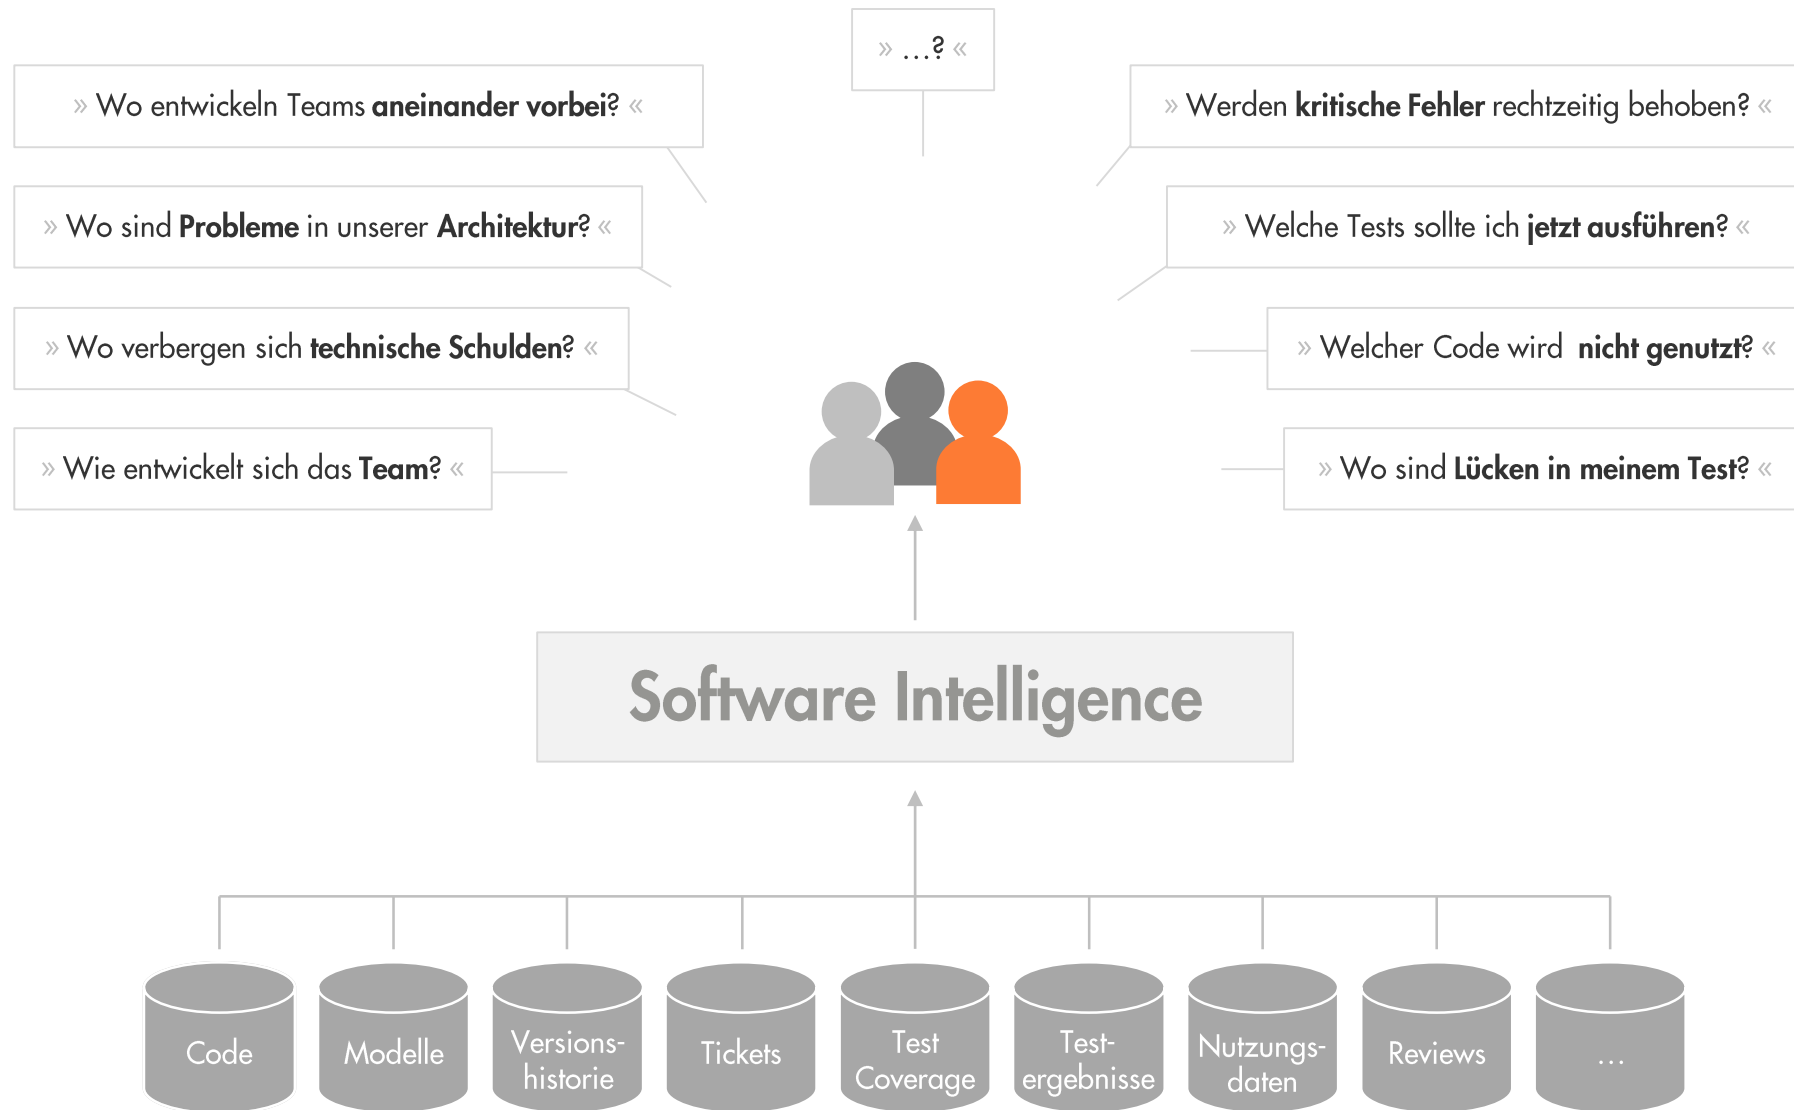 » …? «
» Wo entwickeln Teams aneinander vorbei? «
» Werden kritische Fehler rechtzeitig behoben? «
» Wo sind Probleme in unserer Architektur? «
» Welche Tests sollte ich jetzt ausführen? «
» Wo verbergen sich technische Schulden? «
» Welcher Code wird nicht genutzt? «
» Wie entwickelt sich das Team? «
» Wo sind Lücken in meinem Test? «
Software Intelligence
Code
Modelle
Versions-
historie
Tickets
Test
Coverage
Test-
ergebnisse
Nutzungs-
daten
Reviews
…